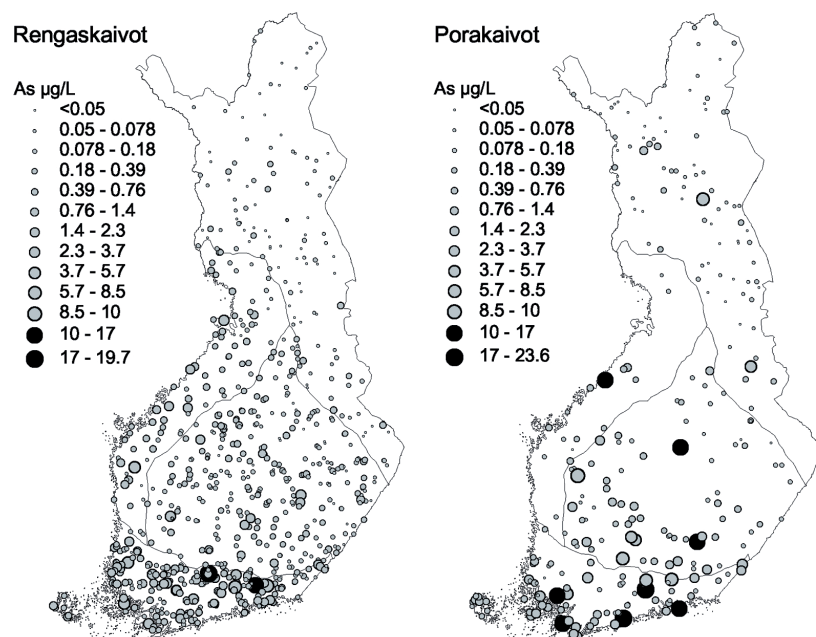 Rengaskaivot
As µg/L
<0.05
0.05 - 0.078
0.078 - 0.18
0.18 - 0.39
0.39 - 0.76
0.76 - 1.4
1.4 - 2.3
2.3 - 3.7
3.7 - 5.7
5.7 - 8.5
8.5 - 10
10 - 17
17 - 19.7
Porakaivot
As µg/L
<0.05
0.05 - 0.078
0.078 - 0.18
0.18 - 0.39
0.39 - 0.76
0.76 - 1.4
1.4 - 2.3
2.3 - 3.7
3.7 - 5.7
5.7 - 8.5
8.5 - 10
10 - 17
17 - 23.6